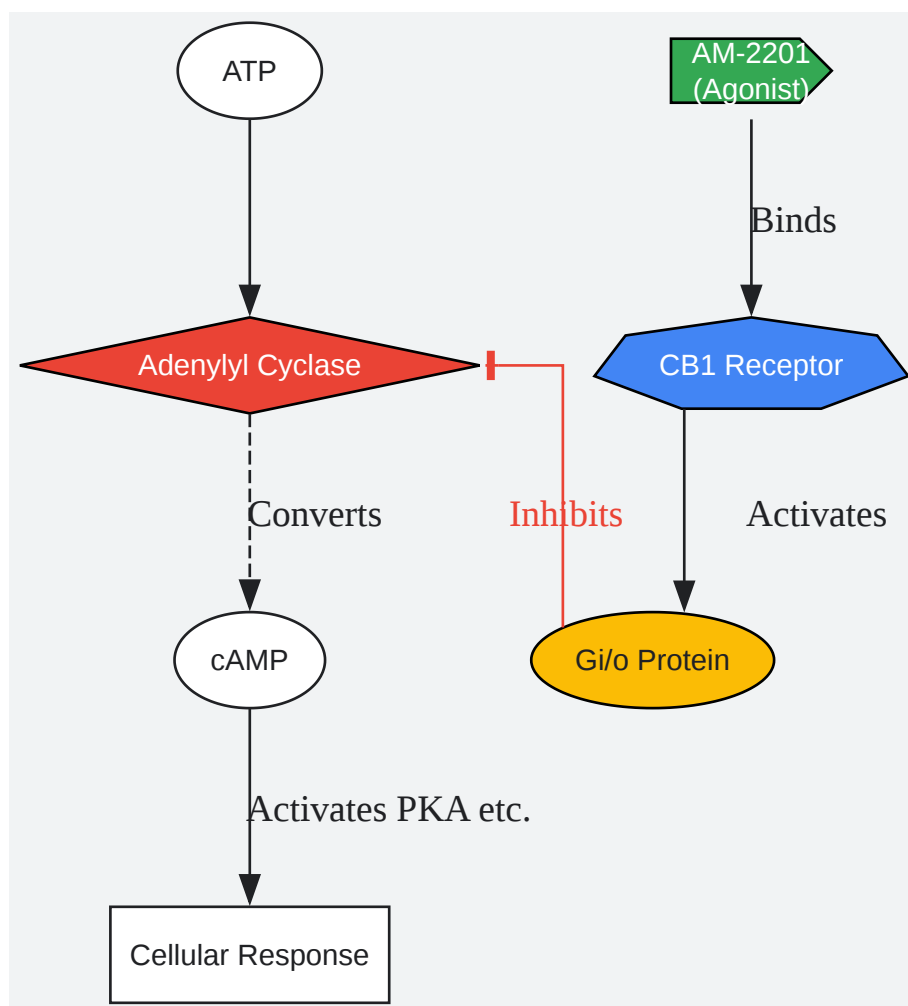 ATP
AM-2201
(Agonist)
Binds
Adenylyl Cyclase
CB1 Receptor
Converts
Inhibits
Activates
cAMP
Gi/o Protein
Activates PKA etc.
Cellular Response